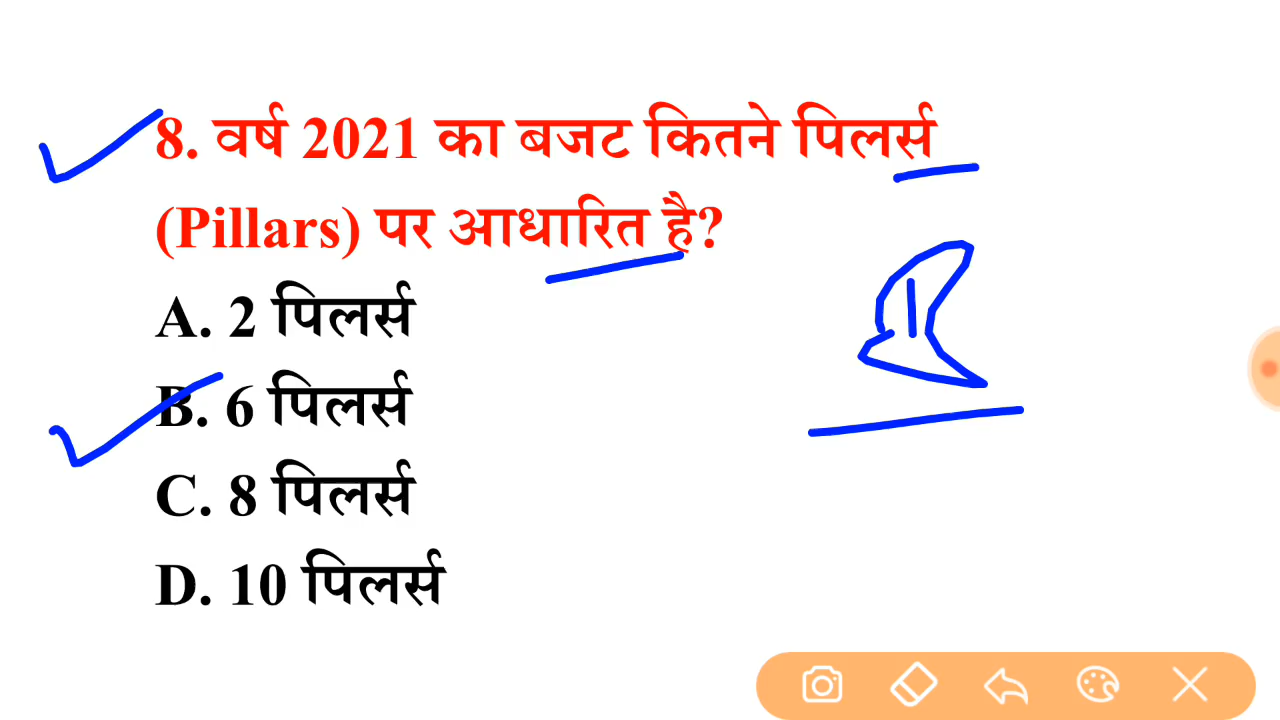 8. वर्ष 2021 का बजट कितने पिलर्स
(Pillars) पर आधारित है?
A. 2 पिलर्स
B. 6 पिलर्स
C. 8 पिलर्स
D. 10 पिलर्स